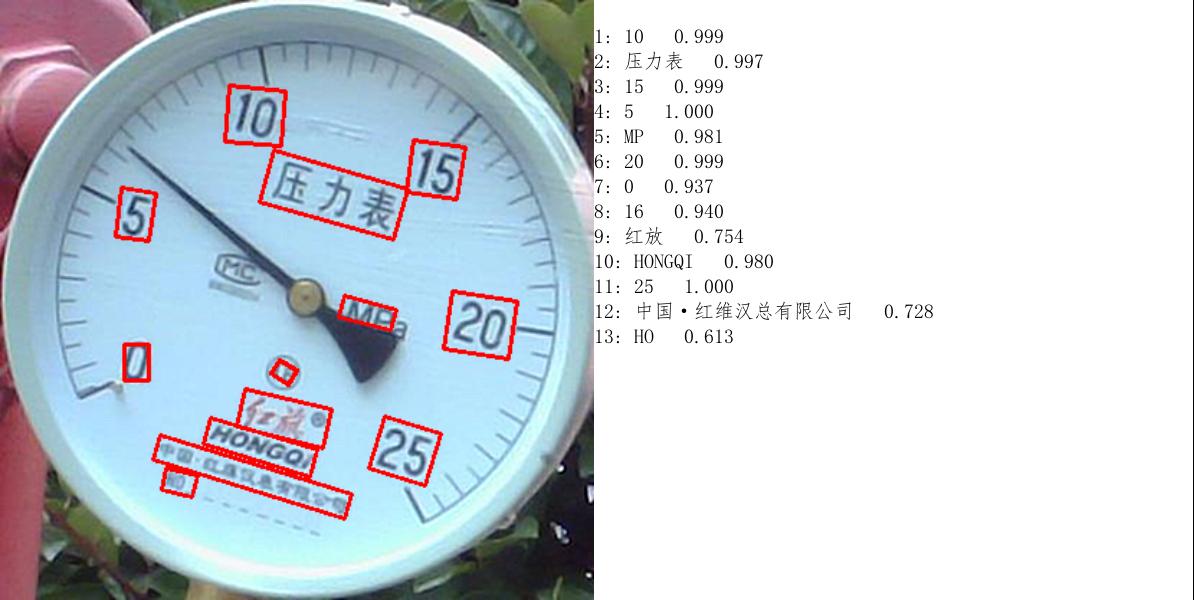 10
15
压力表
5
MC
MPa
20
0
红旗®
HONGQi
25
中国·红旗仪表有限公司
NO
1: 10 0.999
2: 压力表 0.997
3: 15 0.999
4: 5 1.000
5: MP 0.981
6: 20 0.999
7: 0 0.937
8: 16 0.940
9: 红放 0.754
10: HONGQI 0.980
11: 25 1.000
12: 中国·红维汉总有限公司 0.728
13: HO 0.613